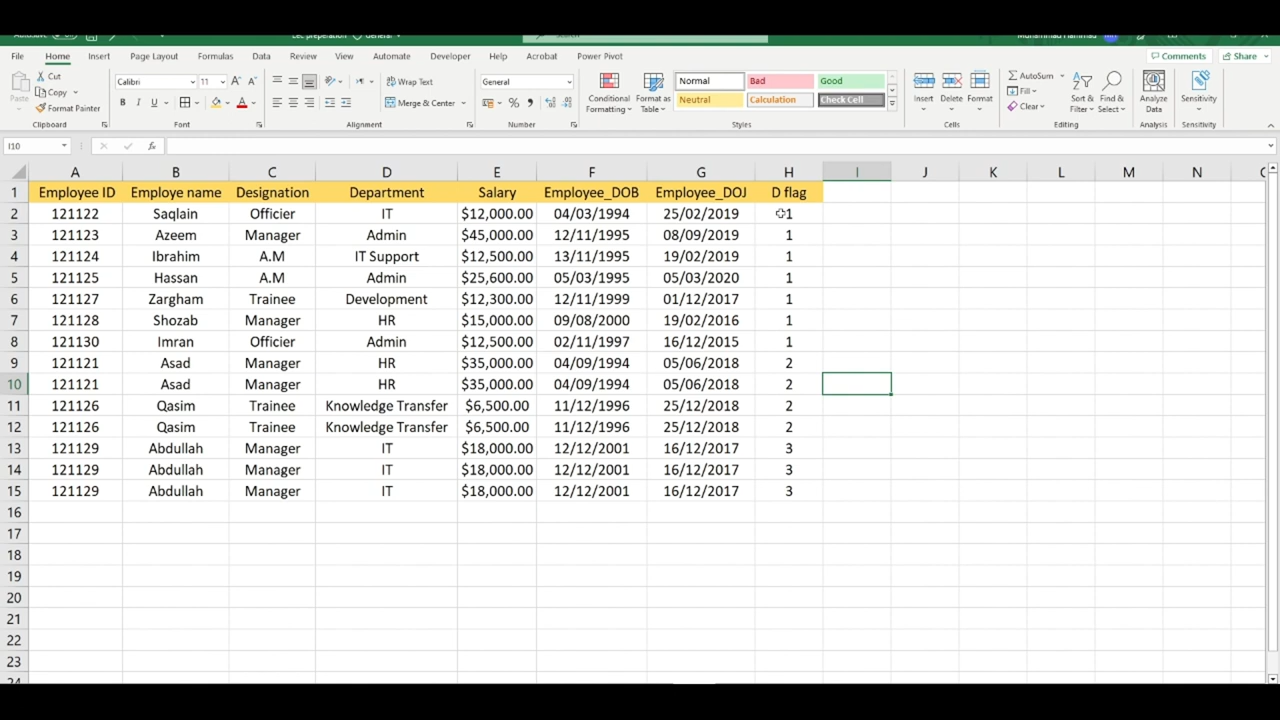 File Home Insert Page Layout Formulas Data Review View Automate Developer Help Acrobat Power Pivot Comments Share
Cut Calibri 11 Wrap Text General Normal Bad Good AutoSum
Paste Copy Conditional Formatting Format as Table Insert Delete Format Fill Sort & Filter Find & Select Analyze Data Sensitivity
Format Painter B I U Merge & Center % Neutral Calculation Check Cell Clear
Clipboard Font Alignment Number Styles Cells Editing Analysis Sensitivity
I10 fx
A B C D E F G H I J K L M N
1 Employee ID Employe name Designation Department Salary Employee_DOB Employee_DOJ D flag
2 121122 Saqlain Officier IT $12,000.00 04/03/1994 25/02/2019 1
3 121123 Azeem Manager Admin $45,000.00 12/11/1995 08/09/2019 1
4 121124 Ibrahim A.M IT Support $12,500.00 13/11/1995 19/02/2019 1
5 121125 Hassan A.M Admin $25,600.00 05/03/1995 05/03/2020 1
6 121127 Zargham Trainee Development $12,300.00 12/11/1999 01/12/2017 1
7 121128 Shozab Manager HR $15,000.00 09/08/2000 19/02/2016 1
8 121130 Imran Officier Admin $12,500.00 02/11/1997 16/12/2015 1
9 121121 Asad Manager HR $35,000.00 04/09/1994 05/06/2018 2
10 121121 Asad Manager HR $35,000.00 04/09/1994 05/06/2018 2
11 121126 Qasim Trainee Knowledge Transfer $6,500.00 11/12/1996 25/12/2018 2
12 121126 Qasim Trainee Knowledge Transfer $6,500.00 11/12/1996 25/12/2018 2
13 121129 Abdullah Manager IT $18,000.00 12/12/2001 16/12/2017 3
14 121129 Abdullah Manager IT $18,000.00 12/12/2001 16/12/2017 3
15 121129 Abdullah Manager IT $18,000.00 12/12/2001 16/12/2017 3
16
17
18
19
20
21
22
23